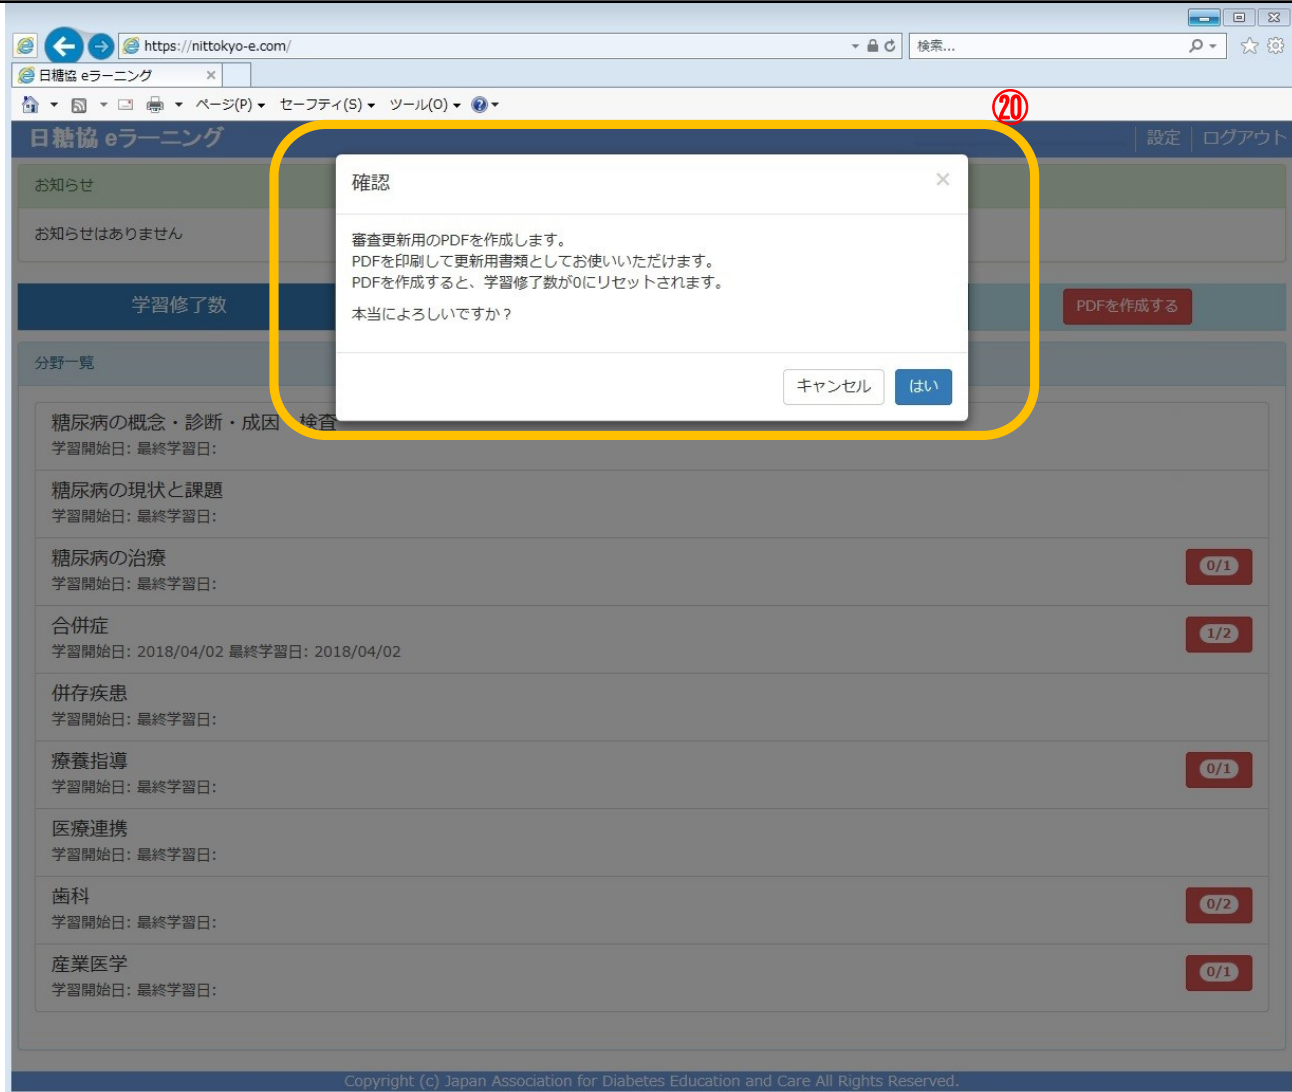 https://nittokyo-e.com/
検索...
日糖協 eラーニング ×
ページ(P) セーフティ(S) ツール(O)
⑳
日糖協 eラーニング
設定 ログアウト
お知らせ
お知らせはありません
確認 ×
審査更新用のPDFを作成します。
PDFを印刷して更新用書類としてお使いいただけます。
PDFを作成すると、学習修了数が0にリセットされます。
本当によろしいですか？
キャンセル はい
学習修了数
PDFを作成する
分野一覧
糖尿病の概念・診断・成因・検査
学習開始日: 最終学習日:
糖尿病の現状と課題
学習開始日: 最終学習日:
糖尿病の治療
学習開始日: 最終学習日:
0/1
合併症
学習開始日: 2018/04/02 最終学習日: 2018/04/02
1/2
併存疾患
学習開始日: 最終学習日:
療養指導
学習開始日: 最終学習日:
0/1
医療連携
学習開始日: 最終学習日:
歯科
学習開始日: 最終学習日:
0/2
産業医学
学習開始日: 最終学習日:
0/1
Copyright (c) Japan Association for Diabetes Education and Care All Rights Reserved.